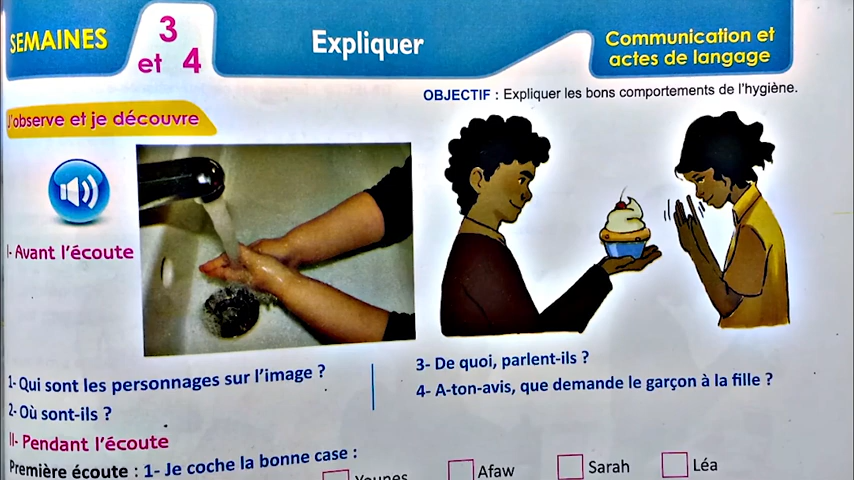 SEMAINES 3 et 4
Expliquer
Communication et
actes de langage
OBJECTIF : Expliquer les bons comportements de l'hygiène.
J'observe et je découvre
I- Avant l'écoute
1- Qui sont les personnages sur l'image ?
2- Où sont-ils ?
3- De quoi, parlent-ils ?
4- A-ton-avis, que demande le garçon à la fille ?
II- Pendant l'écoute
Première écoute : 1- Je coche la bonne case :
Younes Afaw Sarah Léa